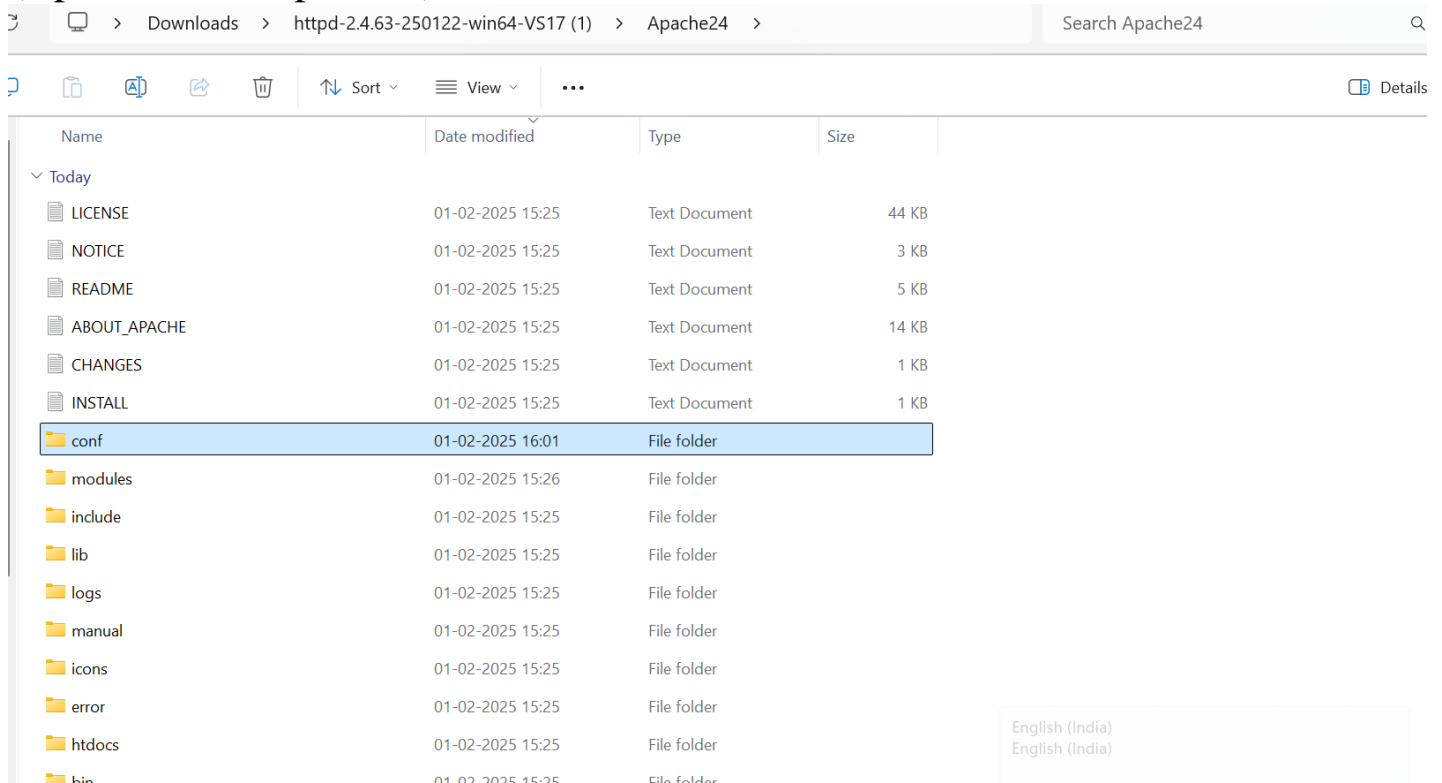 Downloads > httpd-2.4.63-250122-win64-VS17 (1) > Apache24 >
Search Apache24
Sort
View
Details
Name Date modified Type Size
Today
LICENSE 01-02-2025 15:25 Text Document 44 KB
NOTICE 01-02-2025 15:25 Text Document 3 KB
README 01-02-2025 15:25 Text Document 5 KB
ABOUT_APACHE 01-02-2025 15:25 Text Document 14 KB
CHANGES 01-02-2025 15:25 Text Document 1 KB
INSTALL 01-02-2025 15:25 Text Document 1 KB
conf 01-02-2025 16:01 File folder
modules 01-02-2025 15:26 File folder
include 01-02-2025 15:25 File folder
lib 01-02-2025 15:25 File folder
logs 01-02-2025 15:25 File folder
manual 01-02-2025 15:25 File folder
icons 01-02-2025 15:25 File folder
error 01-02-2025 15:25 File folder
English (India)
English (India)
htdocs 01-02-2025 15:25 File folder
bin 01-02-2025 15:25 File folder